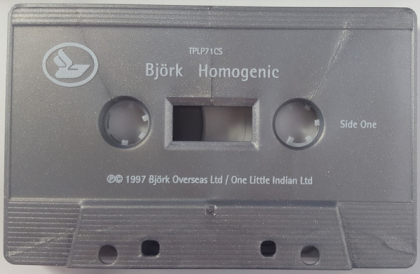 TPLP71CS
Björk Homogenic
Side One
℗© 1997 Björk Overseas Ltd / One Little Indian Ltd